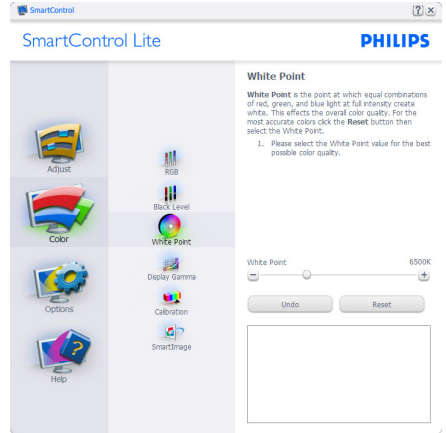 SmartControl
SmartControl Lite
PHILIPS
Adjust
Color
Options
Help
RGB
Black Level
White Point
Display Gamma
Calibration
SmartImage
White Point
White Point is the point at which equal combinations
of red, green, and blue light at full intensity create
white. This effects the overall color quality. For the
most accurate colors click the Reset button then
select the White Point.
1. Please select the White Point value for the best
possible color quality.
White Point 6500K
Undo Reset